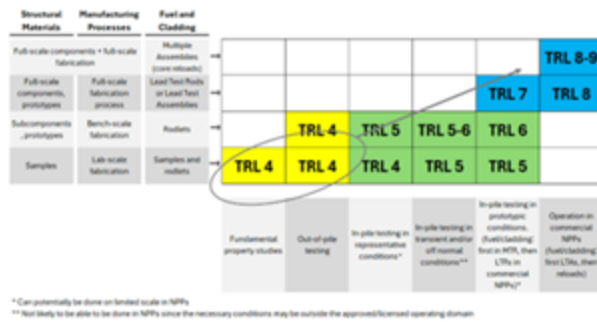 Structural Materials
Manufacturing Processes
Fuel and Cladding
Full-scale components + full-scale fabrication
Multiple Assemblies (core reloads)
TRL 8-9
Full-scale components, prototypes
Full-scale fabrication process
Lead Test Rods or Lead Test Assemblies
TRL 7
TRL 8
Subcomponents, prototypes
Bench-scale fabrication
Rodlets
TRL 4
TRL 5
TRL 5-6
TRL 6
Samples
Lab-scale fabrication
Samples and rodlets
TRL 4
TRL 4
TRL 4
TRL 5
TRL 5
Fundamental property studies
Out-of-pile testing
In-pile testing in representative conditions*
In-pile testing in transient and/or off normal conditions**
In-pile testing in prototypic conditions. (fuel/cladding: first in MTR, then LTRs in commercial NPPs)*
Operation in commercial NPPs (fuel/cladding: first LTAs, then reloads)
* Can potentially be done on limited scale in NPPs
** Not likely to be able to be done in NPPs since the necessary conditions may be outside the approved/licensed operating domain